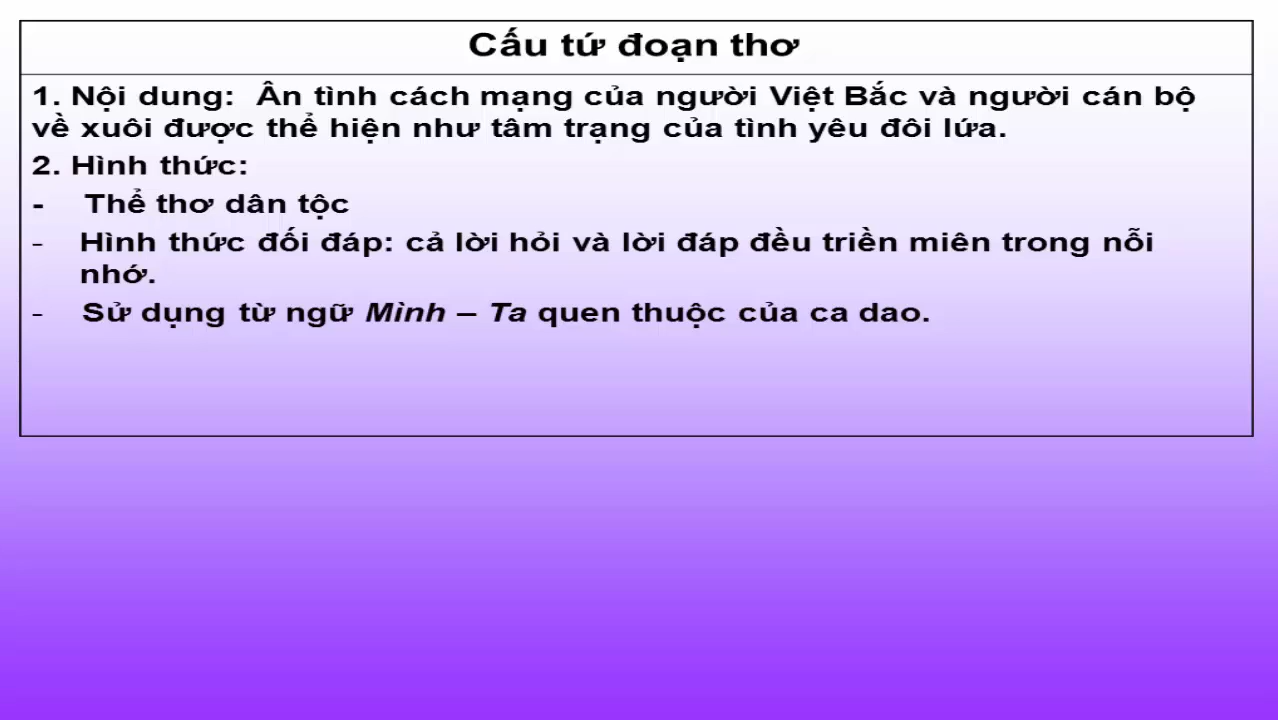 Cấu tứ đoạn thơ
1. Nội dung:  Ân tình cách mạng của người Việt Bắc và người cán bộ
về xuôi được thể hiện như tâm trạng của tình yêu đôi lứa.
2. Hình thức:
- Thể thơ dân tộc
- Hình thức đối đáp: cả lời hỏi và lời đáp đều triền miên trong nỗi
nhớ.
- Sử dụng từ ngữ Mình – Ta quen thuộc của ca dao.